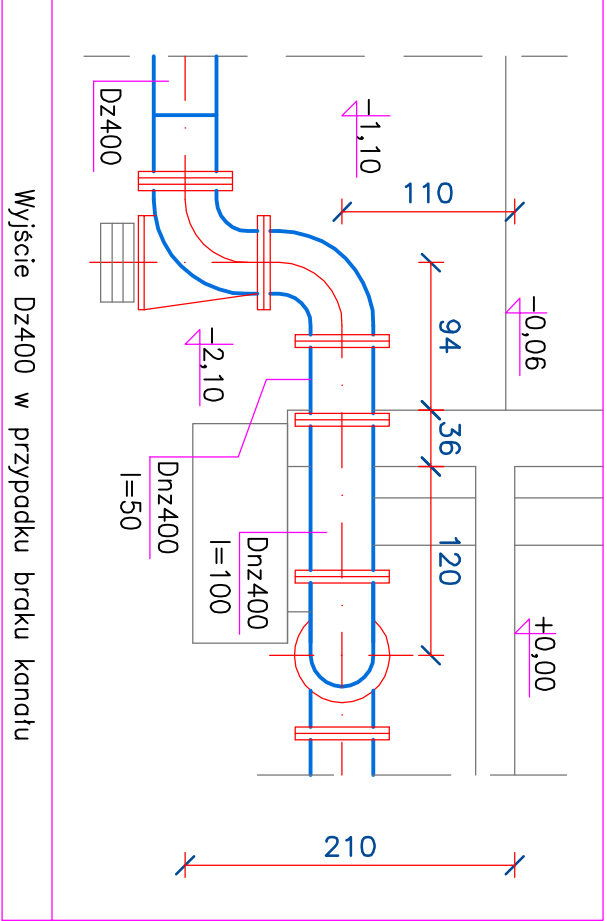 -0,06
+0,00
110
94
36
120
-1,10
210
Dnz400
l=100
-2,10
Dnz400
l=50
Dz400
Wyjście Dz400 w przypadku braku kanału